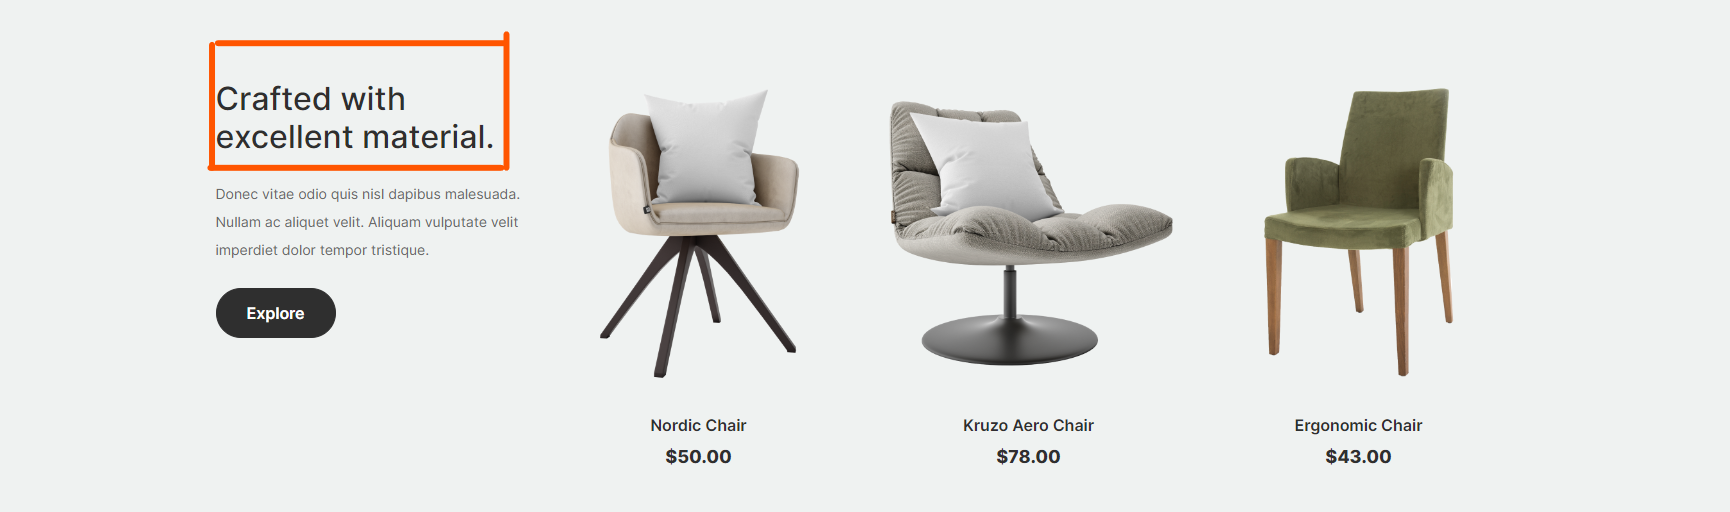 Crafted with
excellent material.
Donec vitae odio quis nisl dapibus malesuada.
Nullam ac aliquet velit. Aliquam vulputate velit
imperdiet dolor tempor tristique.
Explore
Nordic Chair
$50.00
Kruzo Aero Chair
$78.00
Ergonomic Chair
$43.00